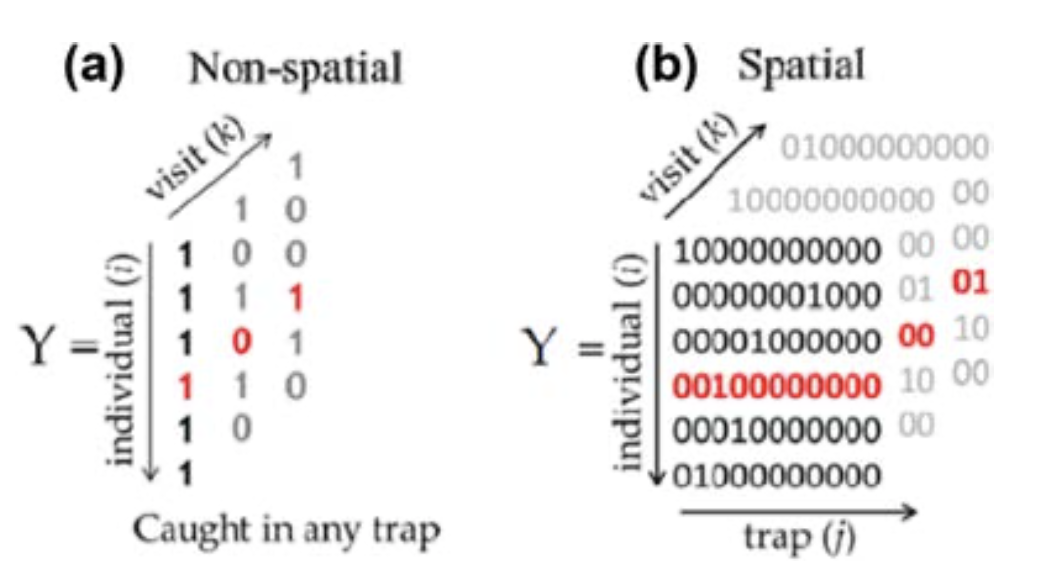 (a) Non-spatial
visit (k)
1
1 0
1 0 0
1 1 1
1 0 1
1 1 0
1 0
1
Y =
individual (i)
Caught in any trap
(b) Spatial
visit (k)
01000000000
10000000000 00
10000000000 00 00
00000001000 01 01
00001000000 00 10
00100000000 10 00
00010000000 00
01000000000
Y =
individual (i)
trap (j)